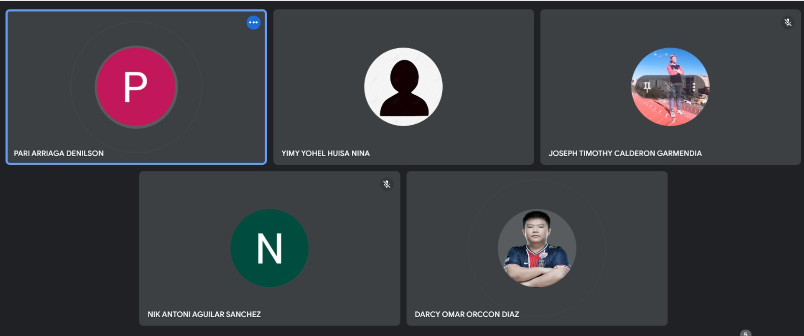 P
PARI ARRIAGA DENILSON
YIMY YOHEL HUISA NINA
JOSEPH TIMOTHY CALDERON GARMENDIA
N
NIK ANTONI AGUILAR SANCHEZ
DARCY OMAR ORCCON DIAZ